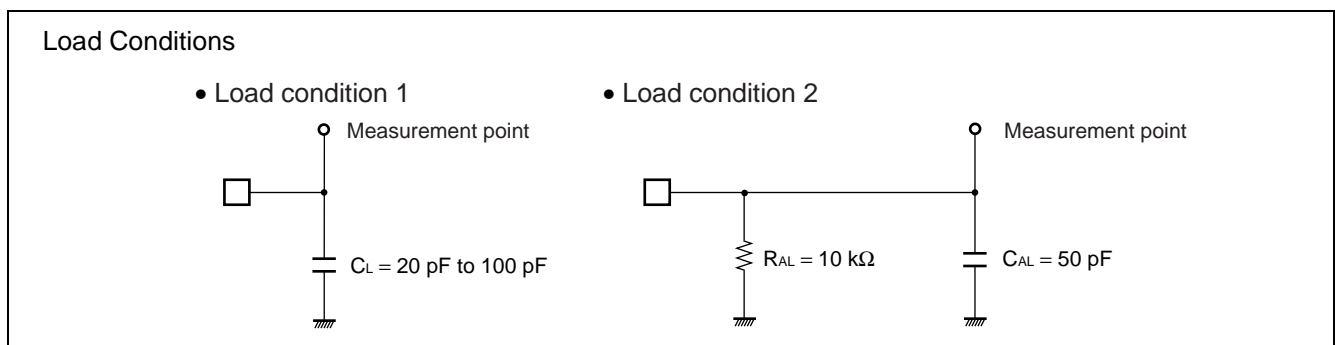 Load Conditions
• Load condition 1
• Load condition 2
Measurement point
Measurement point
CL = 20 pF to 100 pF
RAL = 10 kΩ
CAL = 50 pF